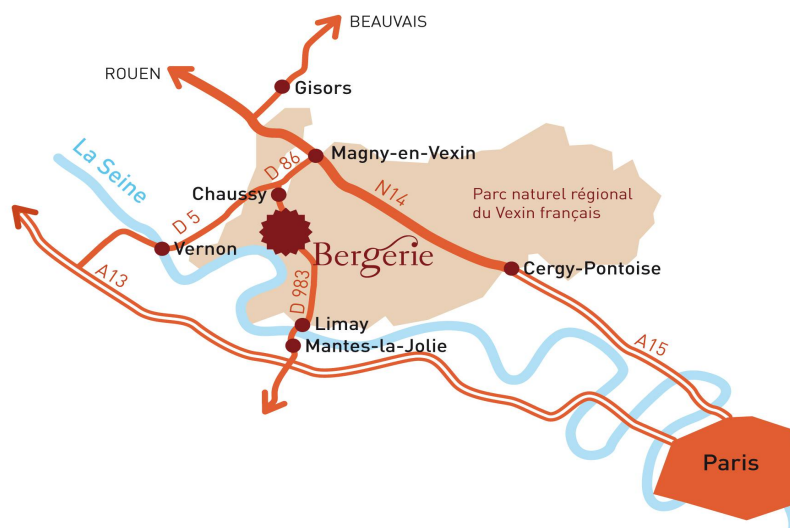 BEAUVAIS
ROUEN
Gisors
La Seine
D 86
Magny-en-Vexin
Chaussy
N14
Parc naturel régional
du Vexin français
D 5
Vernon
Bergerie
Cergy-Pontoise
A13
D 983
Limay
Mantes-la-Jolie
A15
Paris